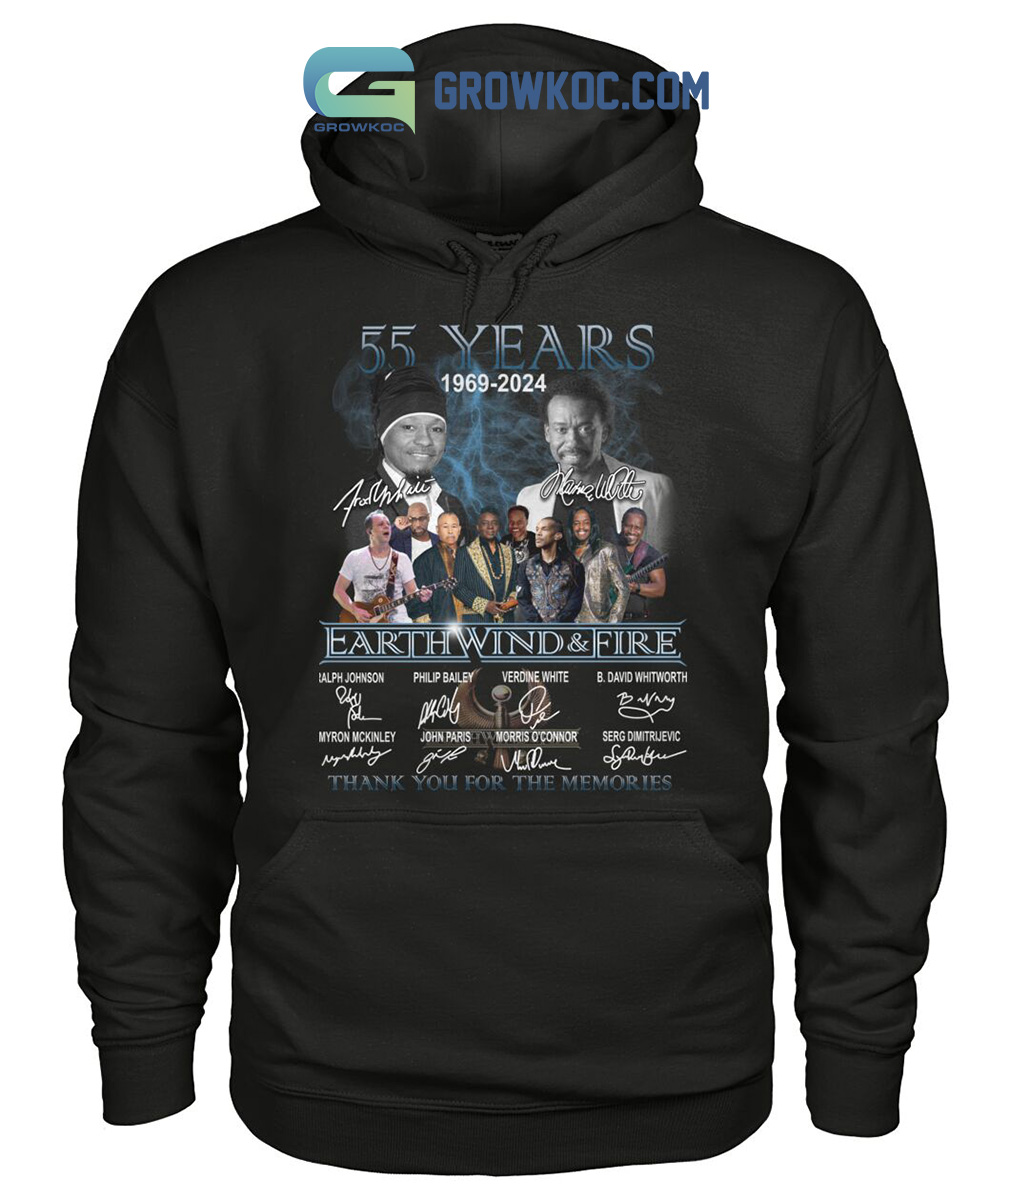 GROWKOC.COM
GROWKOC
55 YEARS
1969-2024
EARTH WIND & FIRE
ALPH JOHNSON PHILIP BAILEY VERDINE WHITE B. DAVID WHITWORTH
MYRON MCKINLEY JOHN PARIS MORRIS O'CONNOR SERG DIMITRIJEVIC
THANK YOU FOR THE MEMORIES